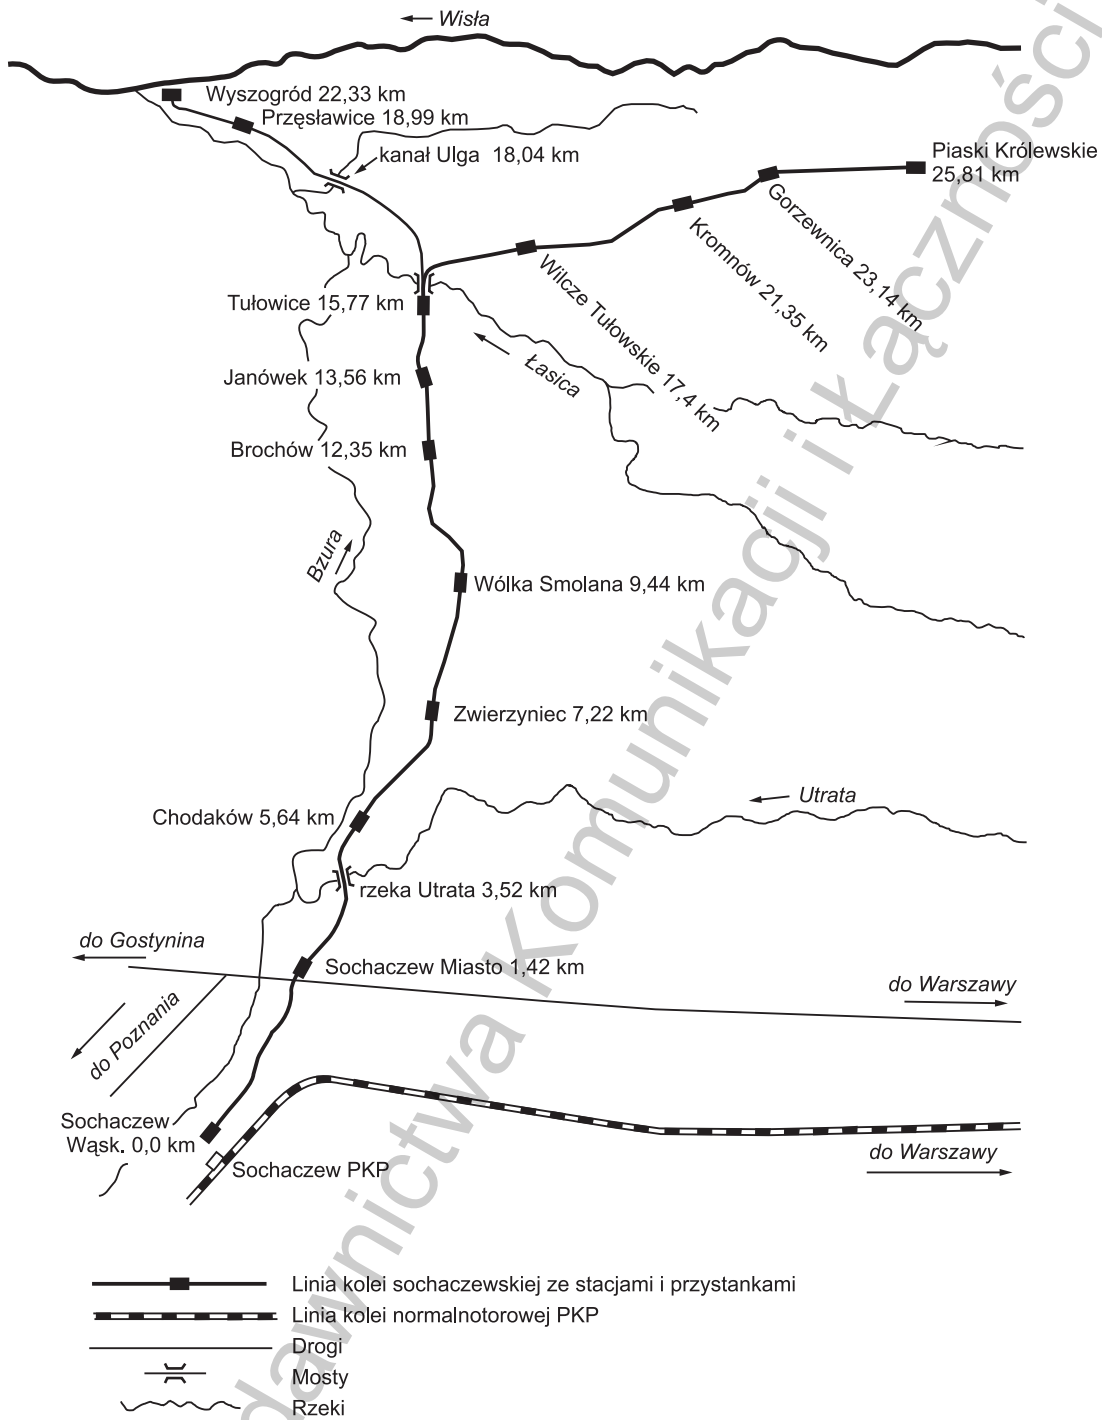 Wisła
Wyszogród 22,33 km
Przęsławice 18,99 km
kanał Ulga 18,04 km
Piaski Królewskie
25,81 km
Gorzewnica 23,14 km
Kromnów 21,35 km
Wilcze Tułowskie 17,4 km
Tułowice 15,77 km
Łasica
Janówek 13,56 km
Brochów 12,35 km
Bzura
Wólka Smolana 9,44 km
Zwierzyniec 7,22 km
Utrata
Chodaków 5,64 km
rzeka Utrata 3,52 km
do Gostynina
Sochaczew Miasto 1,42 km
do Warszawy
do Poznania
Sochaczew
Wąsk. 0,0 km
Sochaczew PKP
do Warszawy
Linia kolei sochaczewskiej ze stacjami i przystankami
Linia kolei normalnotorowej PKP
Drogi
Mosty
Rzeki
dawnictwa Komunikacji i Łączności